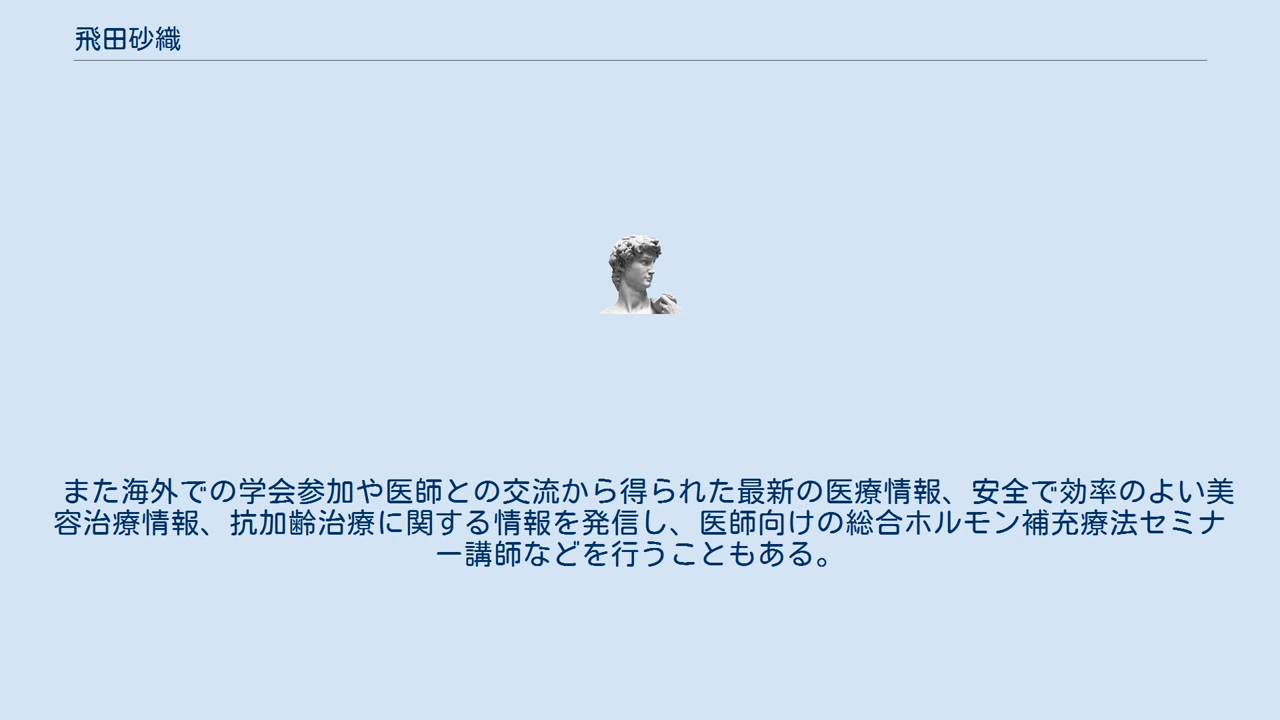 飛田砂織
また海外での学会参加や医師との交流から得られた最新の医療情報、安全で効率のよい美
容治療情報、抗加齢治療に関する情報を発信し、医師向けの総合ホルモン補充療法セミナ
ー講師などを行うこともある。